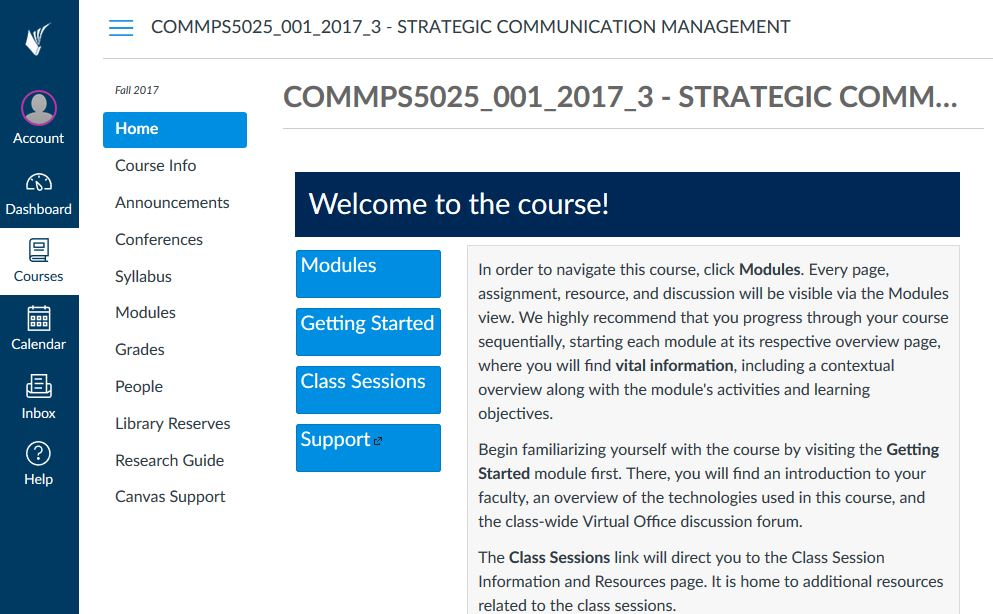 COMMPS5025_001_2017_3 - STRATEGIC COMMUNICATION MANAGEMENT
Account
Dashboard
Courses
Calendar
Inbox
Help
Fall 2017
Home
Course Info
Announcements
Conferences
Syllabus
Modules
Grades
People
Library Reserves
Research Guide
Canvas Support
COMMPS5025_001_2017_3 - STRATEGIC COMM...
Welcome to the course!
Modules
Getting Started
Class Sessions
Support
In order to navigate this course, click Modules. Every page,
assignment, resource, and discussion will be visible via the Modules
view. We highly recommend that you progress through your course
sequentially, starting each module at its respective overview page,
where you will find vital information, including a contextual
overview along with the module's activities and learning
objectives.
Begin familiarizing yourself with the course by visiting the Getting
Started module first. There, you will find an introduction to your
faculty, an overview of the technologies used in this course, and
the class-wide Virtual Office discussion forum.
The Class Sessions link will direct you to the Class Session
Information and Resources page. It is home to additional resources
related to the class sessions.